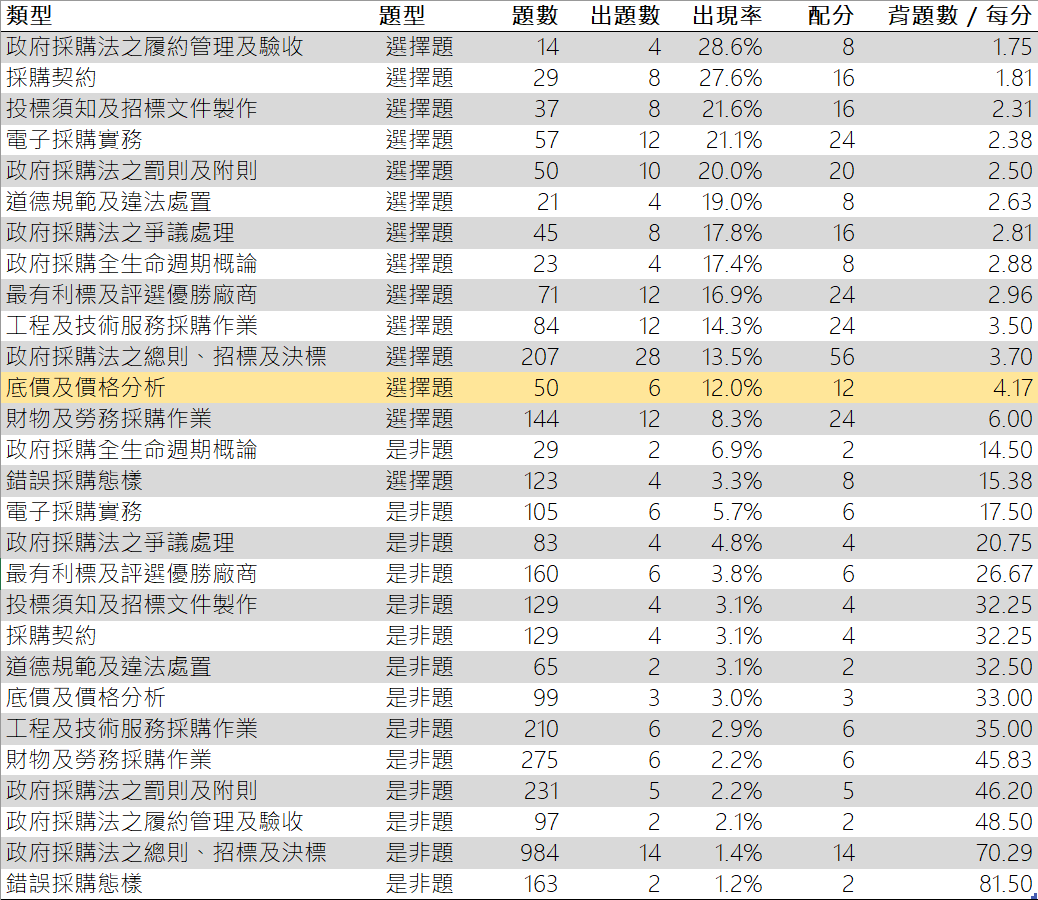 類型 題型 題數 出題數 出現率 配分 背題數 / 每分
政府採購法之履約管理及驗收 選擇題 14 4 28.6% 8 1.75
採購契約 選擇題 29 8 27.6% 16 1.81
投標須知及招標文件製作 選擇題 37 8 21.6% 16 2.31
電子採購實務 選擇題 57 12 21.1% 24 2.38
政府採購法之罰則及附則 選擇題 50 10 20.0% 20 2.50
道德規範及違法處置 選擇題 21 4 19.0% 8 2.63
政府採購法之爭議處理 選擇題 45 8 17.8% 16 2.81
政府採購全生命週期概論 選擇題 23 4 17.4% 8 2.88
最有利標及評選優勝廠商 選擇題 71 12 16.9% 24 2.96
工程及技術服務採購作業 選擇題 84 12 14.3% 24 3.50
政府採購法之總則、招標及決標 選擇題 207 28 13.5% 56 3.70
底價及價格分析 選擇題 50 6 12.0% 12 4.17
財物及勞務採購作業 選擇題 144 12 8.3% 24 6.00
政府採購全生命週期概論 是非題 29 2 6.9% 2 14.50
錯誤採購態樣 選擇題 123 4 3.3% 8 15.38
電子採購實務 是非題 105 6 5.7% 6 17.50
政府採購法之爭議處理 是非題 83 4 4.8% 4 20.75
最有利標及評選優勝廠商 是非題 160 6 3.8% 6 26.67
投標須知及招標文件製作 是非題 129 4 3.1% 4 32.25
採購契約 是非題 129 4 3.1% 4 32.25
道德規範及違法處置 是非題 65 2 3.1% 2 32.50
底價及價格分析 是非題 99 3 3.0% 3 33.00
工程及技術服務採購作業 是非題 210 6 2.9% 6 35.00
財物及勞務採購作業 是非題 275 6 2.2% 6 45.83
政府採購法之罰則及附則 是非題 231 5 2.2% 5 46.20
政府採購法之履約管理及驗收 是非題 97 2 2.1% 2 48.50
政府採購法之總則、招標及決標 是非題 984 14 1.4% 14 70.29
錯誤採購態樣 是非題 163 2 1.2% 2 81.50